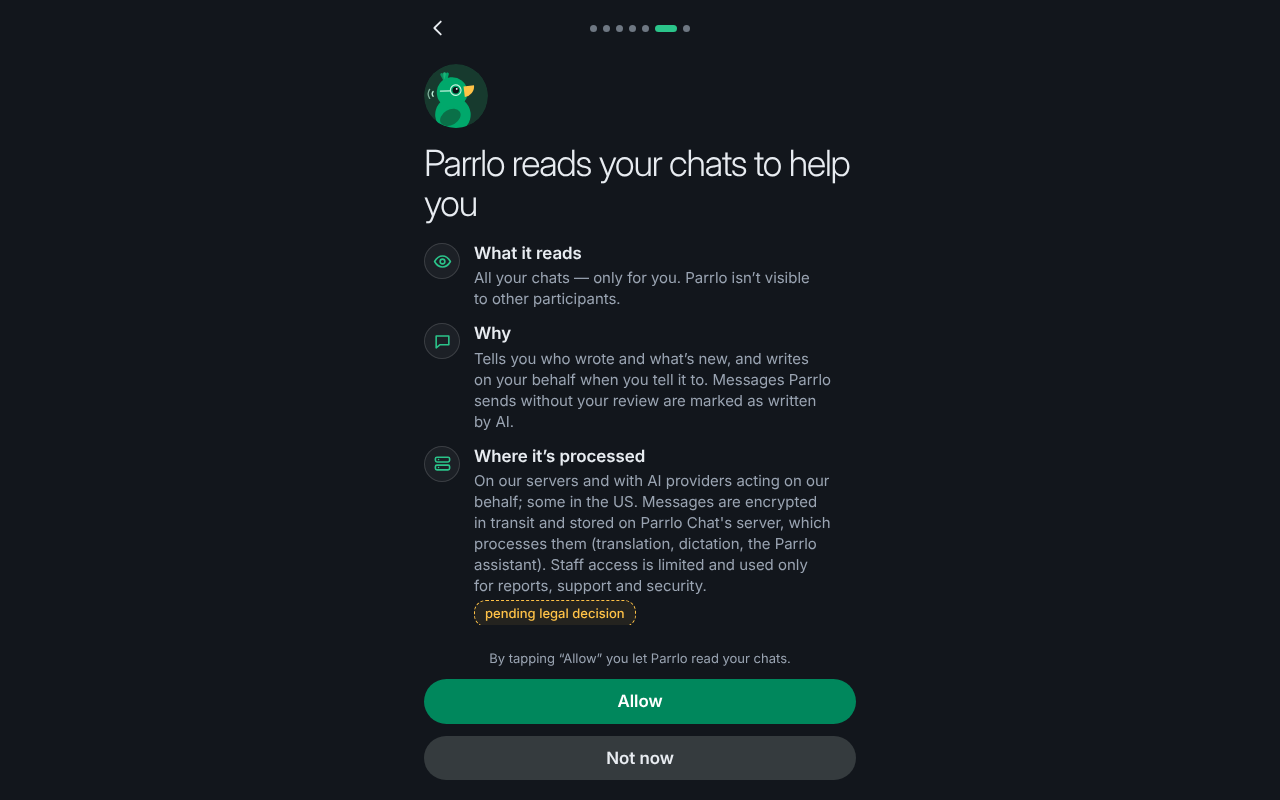 Parrlo reads your chats to help
you
What it reads
All your chats — only for you. Parrlo isn’t visible
to other participants.
Why
Tells you who wrote and what’s new, and writes
on your behalf when you tell it to. Messages Parrlo
sends without your review are marked as written
by AI.
Where it’s processed
On our servers and with AI providers acting on our
behalf; some in the US. Messages are encrypted
in transit and stored on Parrlo Chat's server, which
processes them (translation, dictation, the Parrlo
assistant). Staff access is limited and used only
for reports, support and security.
pending legal decision
By tapping “Allow” you let Parrlo read your chats.
Allow
Not now